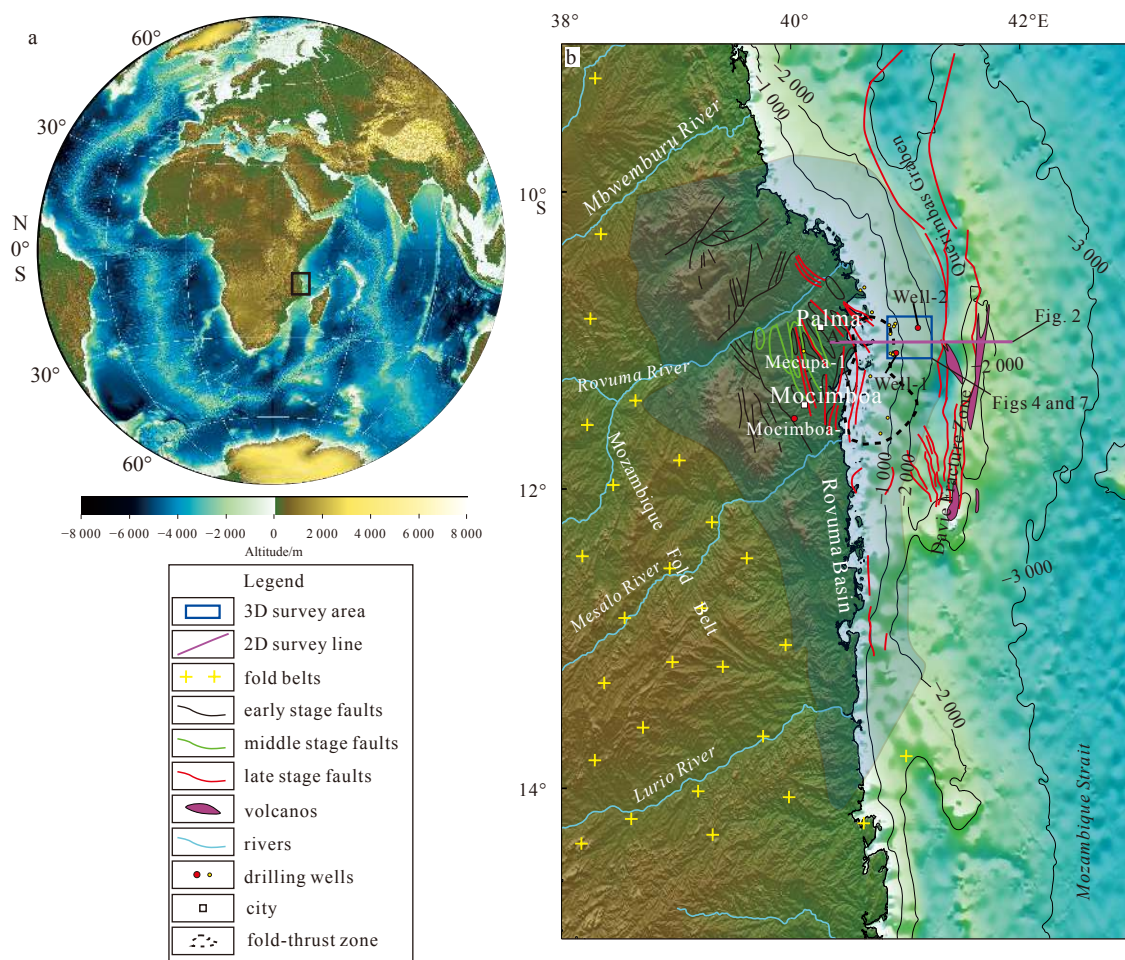 a
60°
30°
N
0°
S
30°
60°
−8 000 −6 000 −4 000 −2 000 0 2 000 4 000 6 000 8 000
Altitude/m
Legend
3D survey area
2D survey line
fold belts
early stage faults
middle stage faults
late stage faults
volcanos
rivers
drilling wells
city
fold-thrust zone
38° 40° 42°E
b
10°
S
12°
14°
−2 000
−1 000
Mbwemburu River
Querimbas Graben
−3 000
Well-2
Palma
Fig. 2
Mecupa-1
−2 000
Rovuma River
Well-1
Mocimboa
Figs 4 and 7
Mocimboa-
Mozambique Fold Belt
−1 000
−2 000
Davie Fracture Zone
Rovuma Basin
−3 000
Mesalo River
−2 000
Lurio River
Mozambique Strait